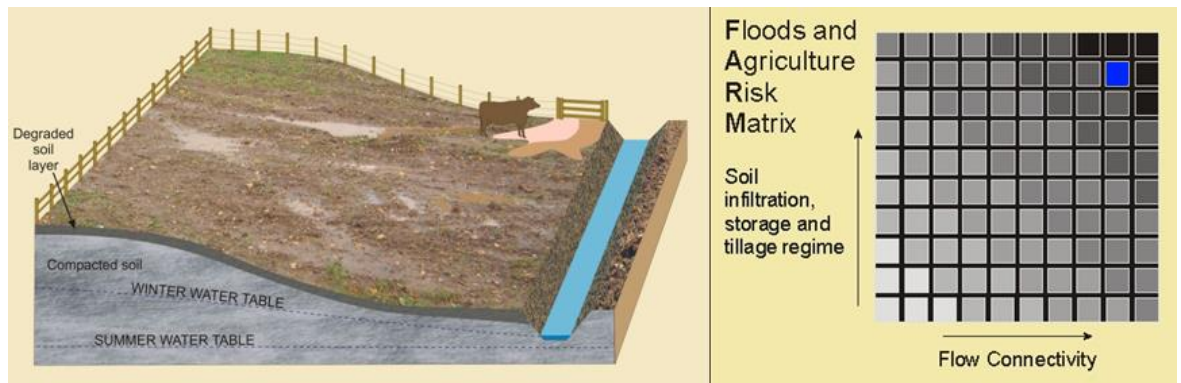 Degraded
soil
layer
Compacted soil
WINTER WATER TABLE
SUMMER WATER TABLE
Floods and
Agriculture
Risk
Matrix
Soil
infiltration,
storage and
tillage regime
Flow Connectivity